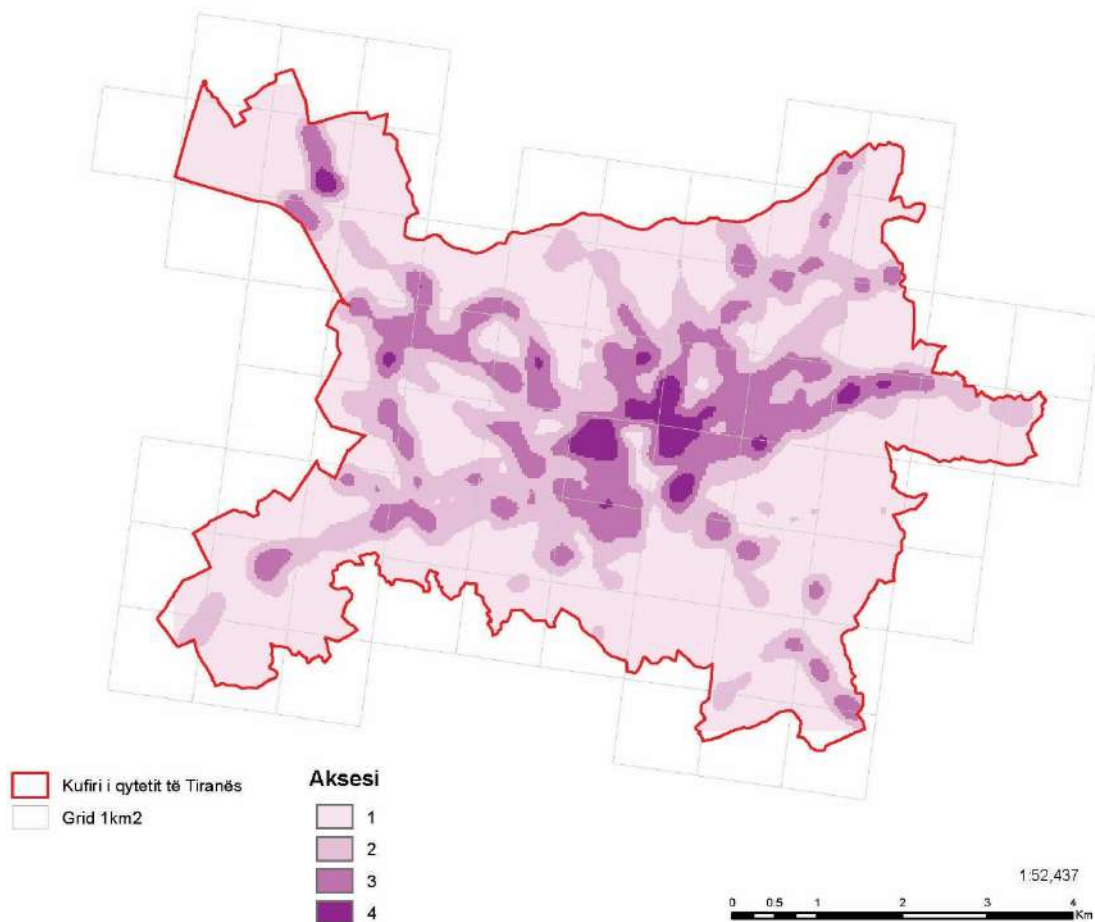 Kufiri i qytetit të Tiranës
Grid 1km2
Aksesi
1
2
3
4
1:52,437
0 0.5 1 2 3 4
Km